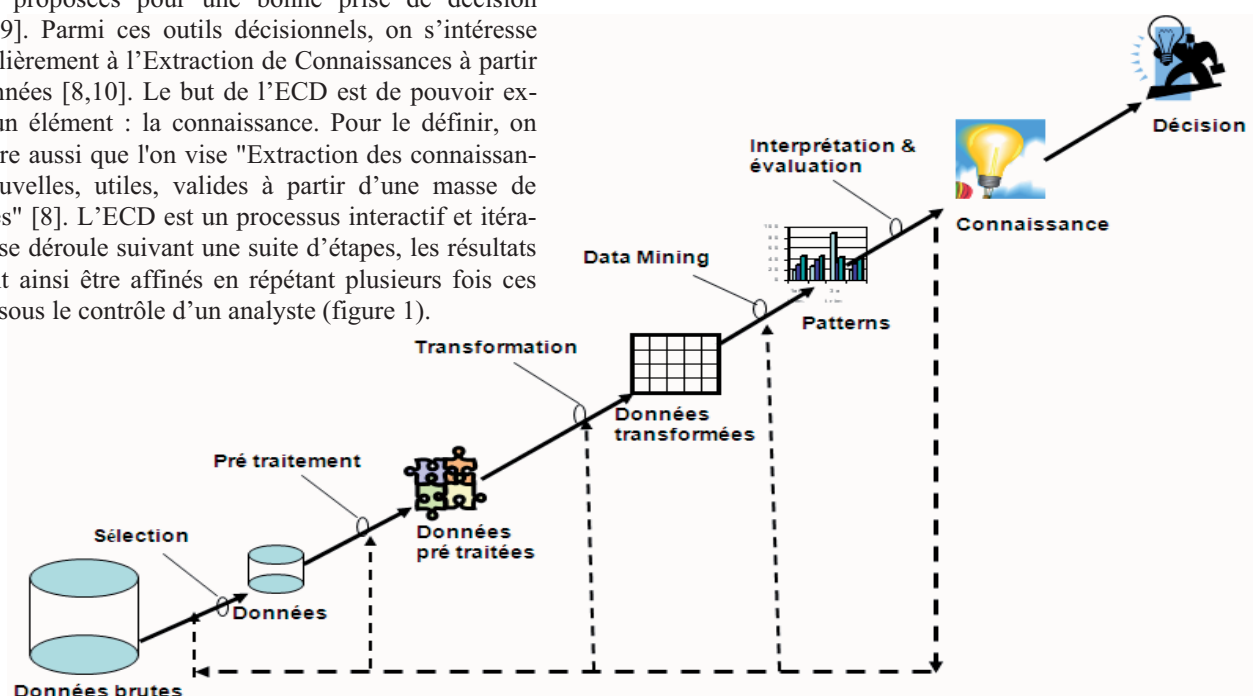 proposées pour une bonne prise de décision
9]. Parmi ces outils décisionnels, on s’intéresse
lièrement à l’Extraction de Connaissances à partir
nnées [8,10]. Le but de l’ECD est de pouvoir ex-
un élément : la connaissance. Pour le définir, on
re aussi que l'on vise "Extraction des connaissan-
uvelles, utiles, valides à partir d’une masse de
es" [8]. L’ECD est un processus interactif et itéra-
se déroule suivant une suite d’étapes, les résultats
t ainsi être affinés en répétant plusieurs fois ces
sous le contrôle d’un analyste (figure 1).
Décision
Interprétation &
évaluation
Connaissance
Data Mining
Patterns
Transformation
Données
transformées
Pré traitement
Données
pré traitées
Sélection
Données
Données brutes